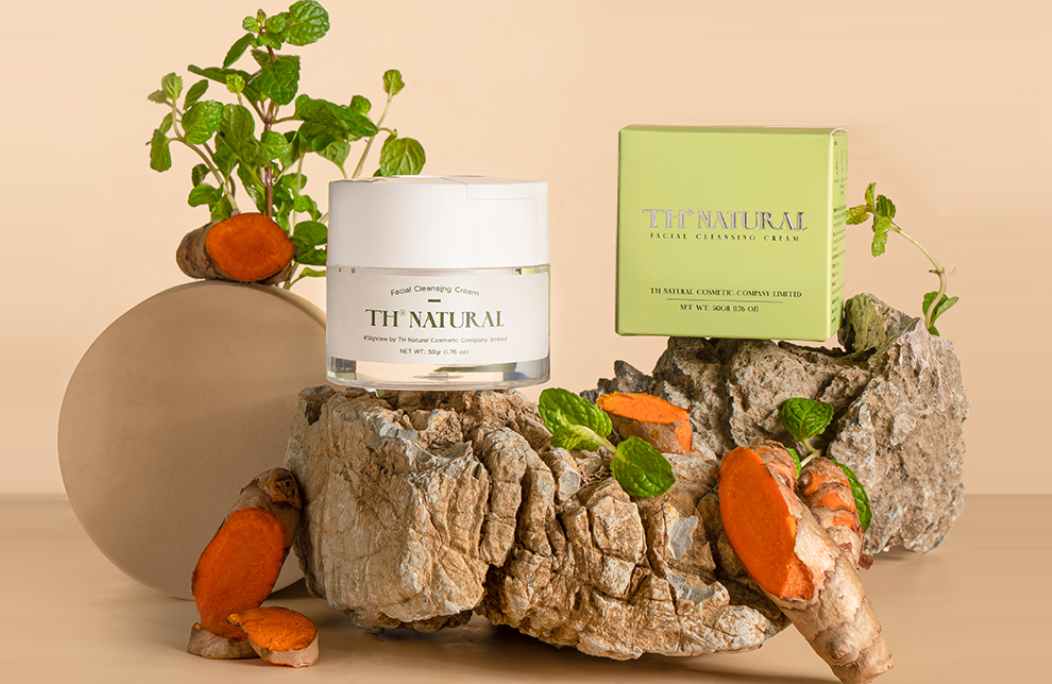 Facial Cleansing Cream
TH® NATURAL
#Skincare by TH Natural Cosmetic Company limited
NET WT: 50gr (1.76 oz)
TH® NATURAL
FACIAL CLEANSING CREAM
TH NATURAL COSMETIC COMPANY LIMITED
NET WT: 50GR (1.76 OZ)